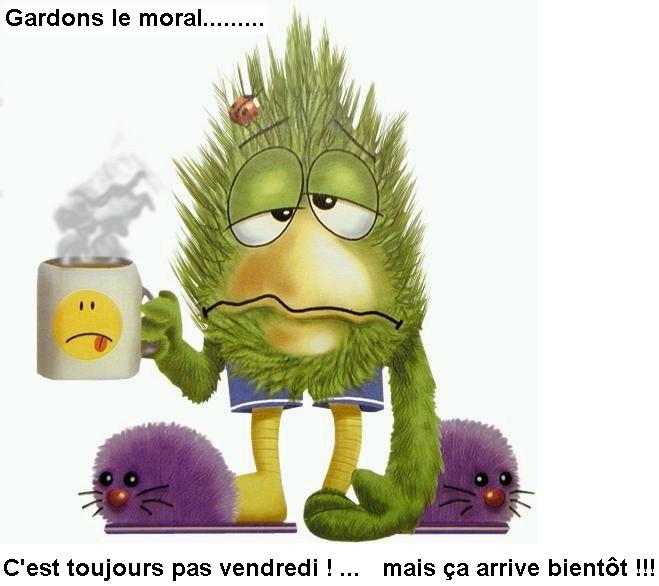 Gardons le moral.........
C'est toujours pas vendredi ! ... mais ça arrive bientôt !!!